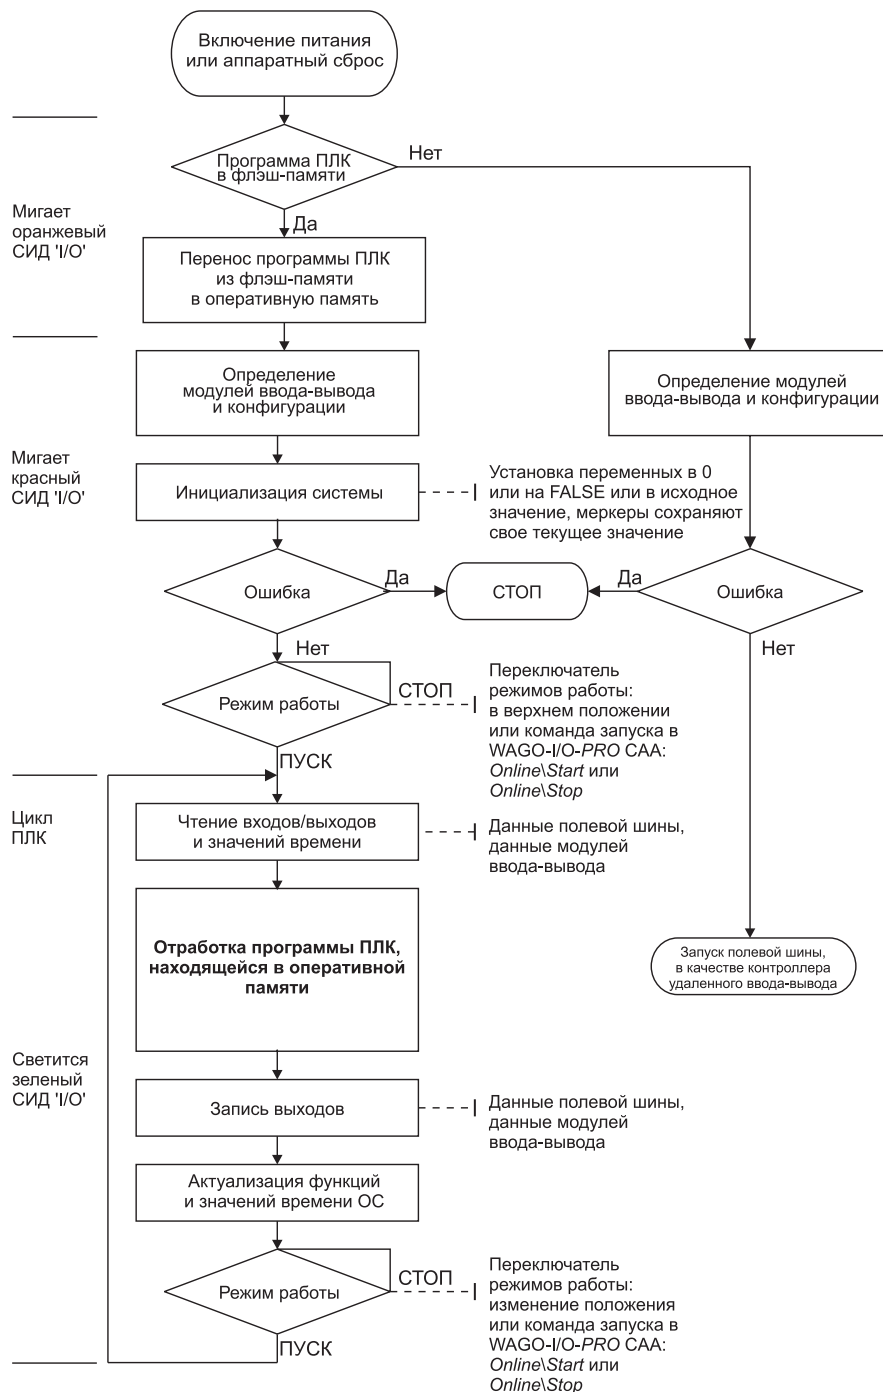 Включение питания
или аппаратный сброс
Программа ПЛК
в флэш-памяти
Нет
Да
Мигает
оранжевый
СИД 'I/O'
Перенос программы ПЛК
из флэш-памяти
в оперативную память
Определение
модулей ввода-вывода
и конфигурации
Определение модулей
ввода-вывода и конфигурации
Мигает
красный
СИД 'I/O'
Инициализация системы
Установка переменных в 0
или на FALSE или в исходное
значение, меркеры сохраняют
свое текущее значение
Ошибка
Да
СТОП
Да
Ошибка
Нет
Нет
Режим работы
СТОП
Переключатель
режимов работы:
в верхнем положении
или команда запуска в
WAGO-I/O-PRO CAA:
Online\Start или
Online\Stop
ПУСК
Цикл
ПЛК
Чтение входов/выходов
и значений времени
Данные полевой шины,
данные модулей
ввода-вывода
Отработка программы ПЛК,
находящейся в оперативной
памяти
Запуск полевой шины,
в качестве контроллера
удаленного ввода-вывода
Светится
зеленый
СИД 'I/O'
Запись выходов
Данные полевой шины,
данные модулей
ввода-вывода
Актуализация функций
и значений времени ОС
Режим работы
СТОП
Переключатель
режимов работы:
изменение положения
или команда запуска в
WAGO-I/O-PRO CAA:
Online\Start или
Online\Stop
ПУСК